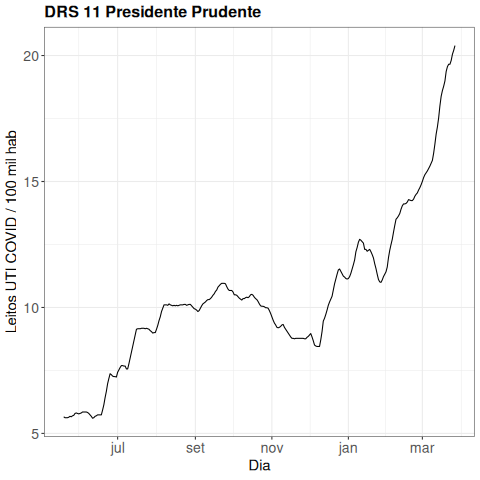 DRS 11 Presidente Prudente
Leitos UTI COVID / 100 mil hab
20
15
10
5
jul set nov jan mar
Dia